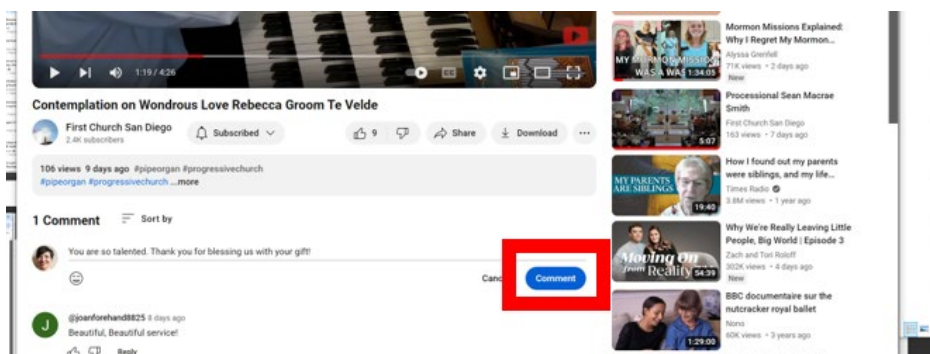 1:19 / 4:26
Contemplation on Wondrous Love Rebecca Groom Te Velde
First Church San Diego
2.4K subscribers
Subscribed
9
Share
Download
106 views 9 days ago #pipeorgan #progressivechurch
#pipeorgan #progressivechurch ...more
1 Comment
Sort by
You are so talented. Thank you for blessing us with your gift!
Canc
Comment
J
@joanforehand8825 8 days ago
Beautiful, Beautiful service!
Reply
MY MORMON MISSION
WAS A WAS
1:34:05
Mormon Missions Explained:
Why I Regret My Mormon...
Alyssa Grenfell
71K views • 2 days ago
New
5:07
Processional Sean Macrae
Smith
First Church San Diego
163 views • 7 days ago
MY PARENTS
ARE SIBLINGS
19:40
How I found out my parents
were siblings, and my life...
Times Radio
3.8M views • 1 year ago
Moving On
from Reality
54:39
Why We're Really Leaving Little
People, Big World | Episode 3
Zach and Tori Roloff
302K views • 4 days ago
New
1:29:00
BBC documentaire sur the
nutcracker royal ballet
Nono
60K views • 3 years ago